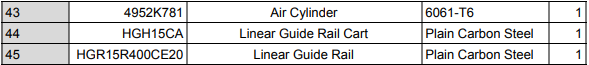 43 4952K781 Air Cylinder 6061-T6 1
44 HGH15CA Linear Guide Rail Cart Plain Carbon Steel 1
45 HGR15R400CE20 Linear Guide Rail Plain Carbon Steel 1